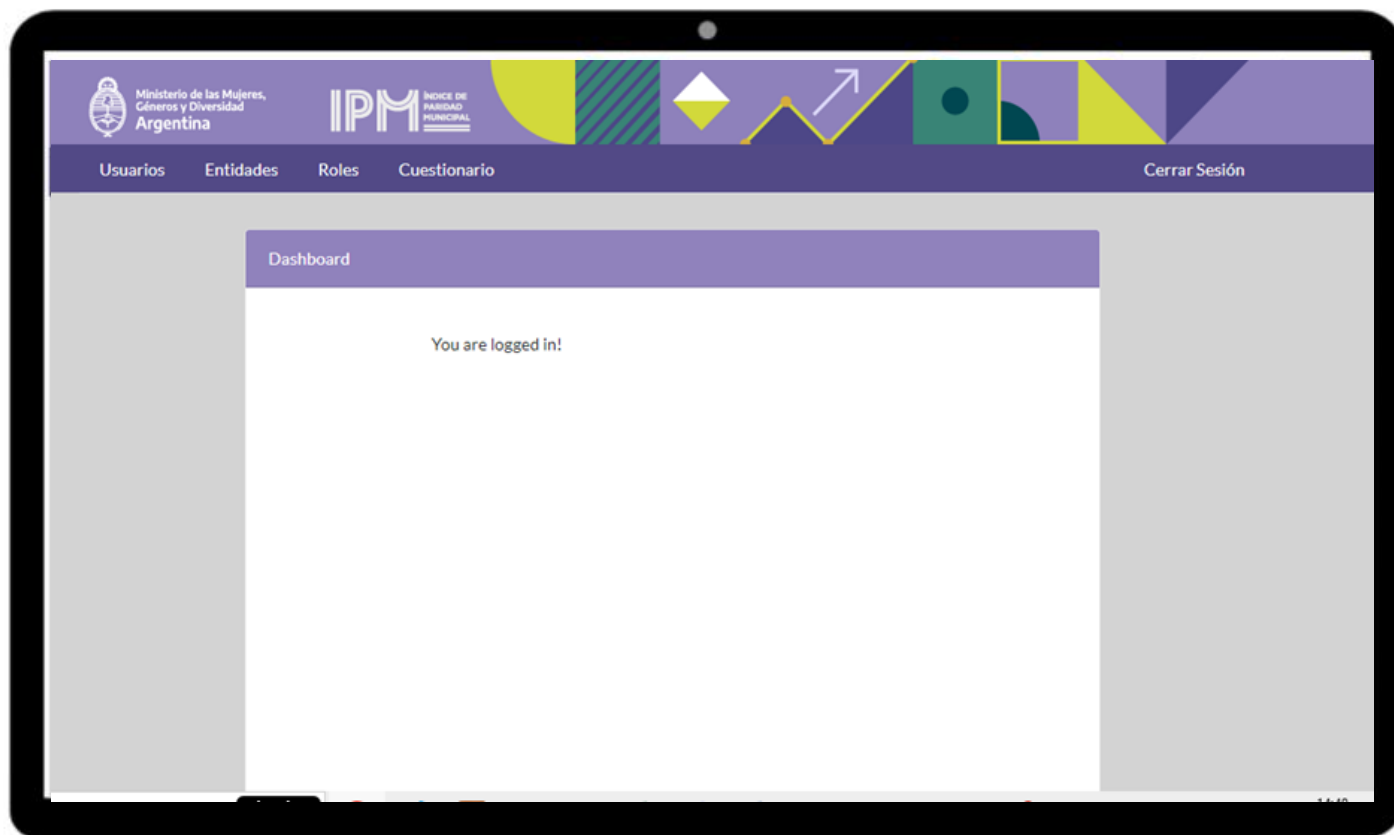 Ministerio de las Mujeres,
Géneros y Diversidad
Argentina
IPM
ÍNDICE DE
PARIDAD
MUNICIPAL
Usuarios Entidades Roles Cuestionario Cerrar Sesión
Dashboard
You are logged in!